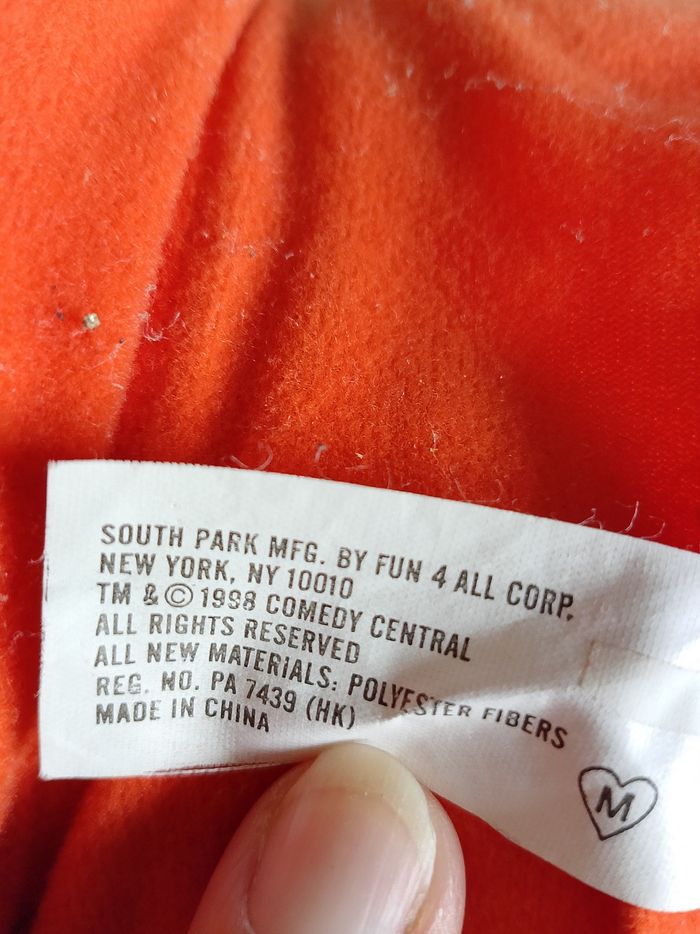 SOUTH PARK MFG. BY FUN 4 ALL CORP.
NEW YORK, NY 10010
TM & © 1998 COMEDY CENTRAL
ALL RIGHTS RESERVED
ALL NEW MATERIALS: POLYESTER FIBERS
REG. NO. PA 7439 (HK)
MADE IN CHINA
M